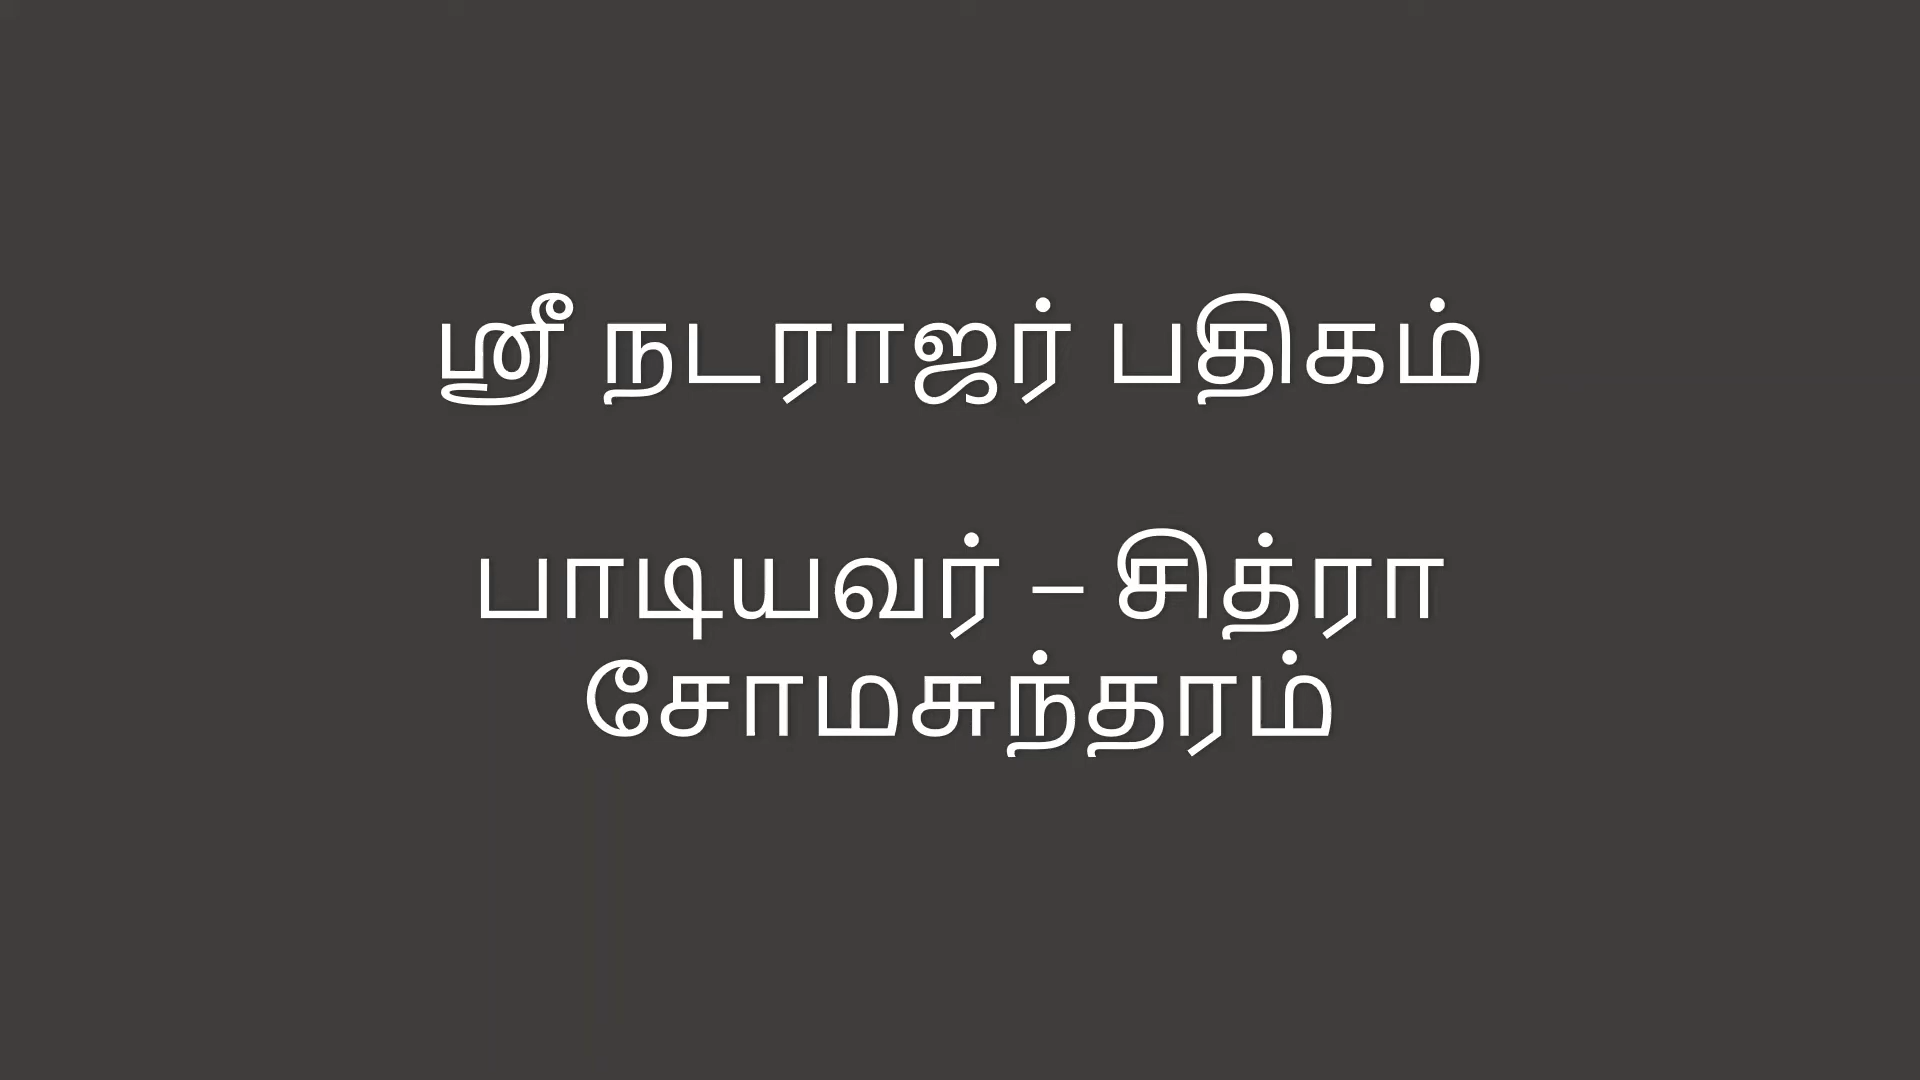 ஸ்ரீ நடராஜர் பதிகம்
பாடியவர் – சித்ரா
சோமசுந்தரம்